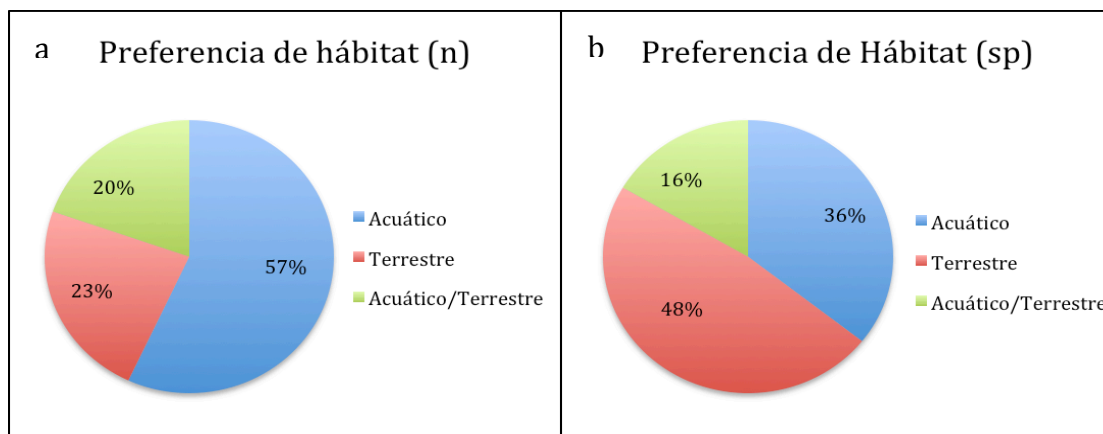 a
Preferencia de hábitat (n)
20%
23%
57%
Acuático
Terrestre
Acuático/Terrestre
b
Preferencia de Hábitat (sp)
16%
36%
48%
Acuático
Terrestre
Acuático/Terrestre